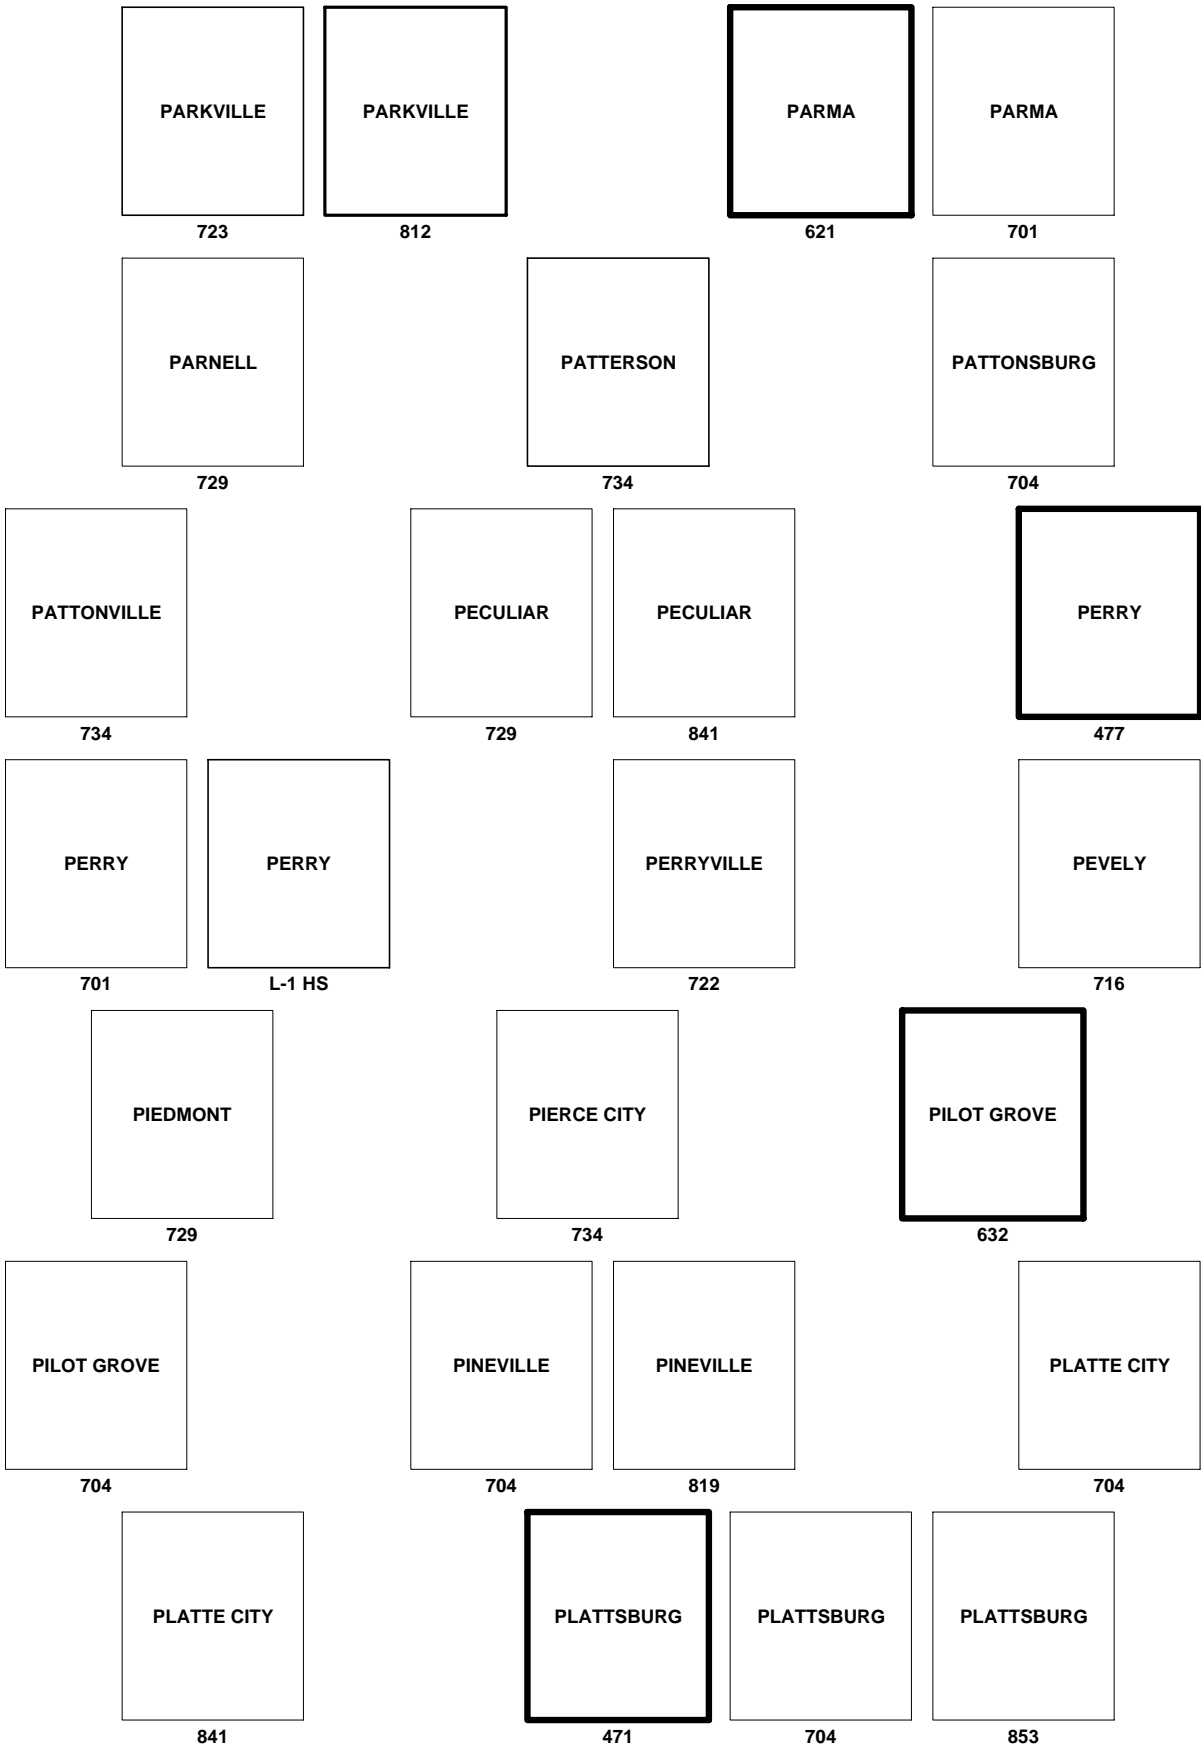 PARKVILLE PARKVILLE PARMA PARMA
723 812 621 701
PARNELL PATTERSON PATTONSBURG
729 734 704
PATTONVILLE PECULIAR PECULIAR PERRY
734 729 841 477
PERRY PERRY PERRYVILLE PEVELY
701 L-1 HS 722 716
PIEDMONT PIERCE CITY PILOT GROVE
729 734 632
PILOT GROVE PINEVILLE PINEVILLE PLATTE CITY
704 704 819 704
PLATTE CITY PLATTSBURG PLATTSBURG PLATTSBURG
841 471 704 853